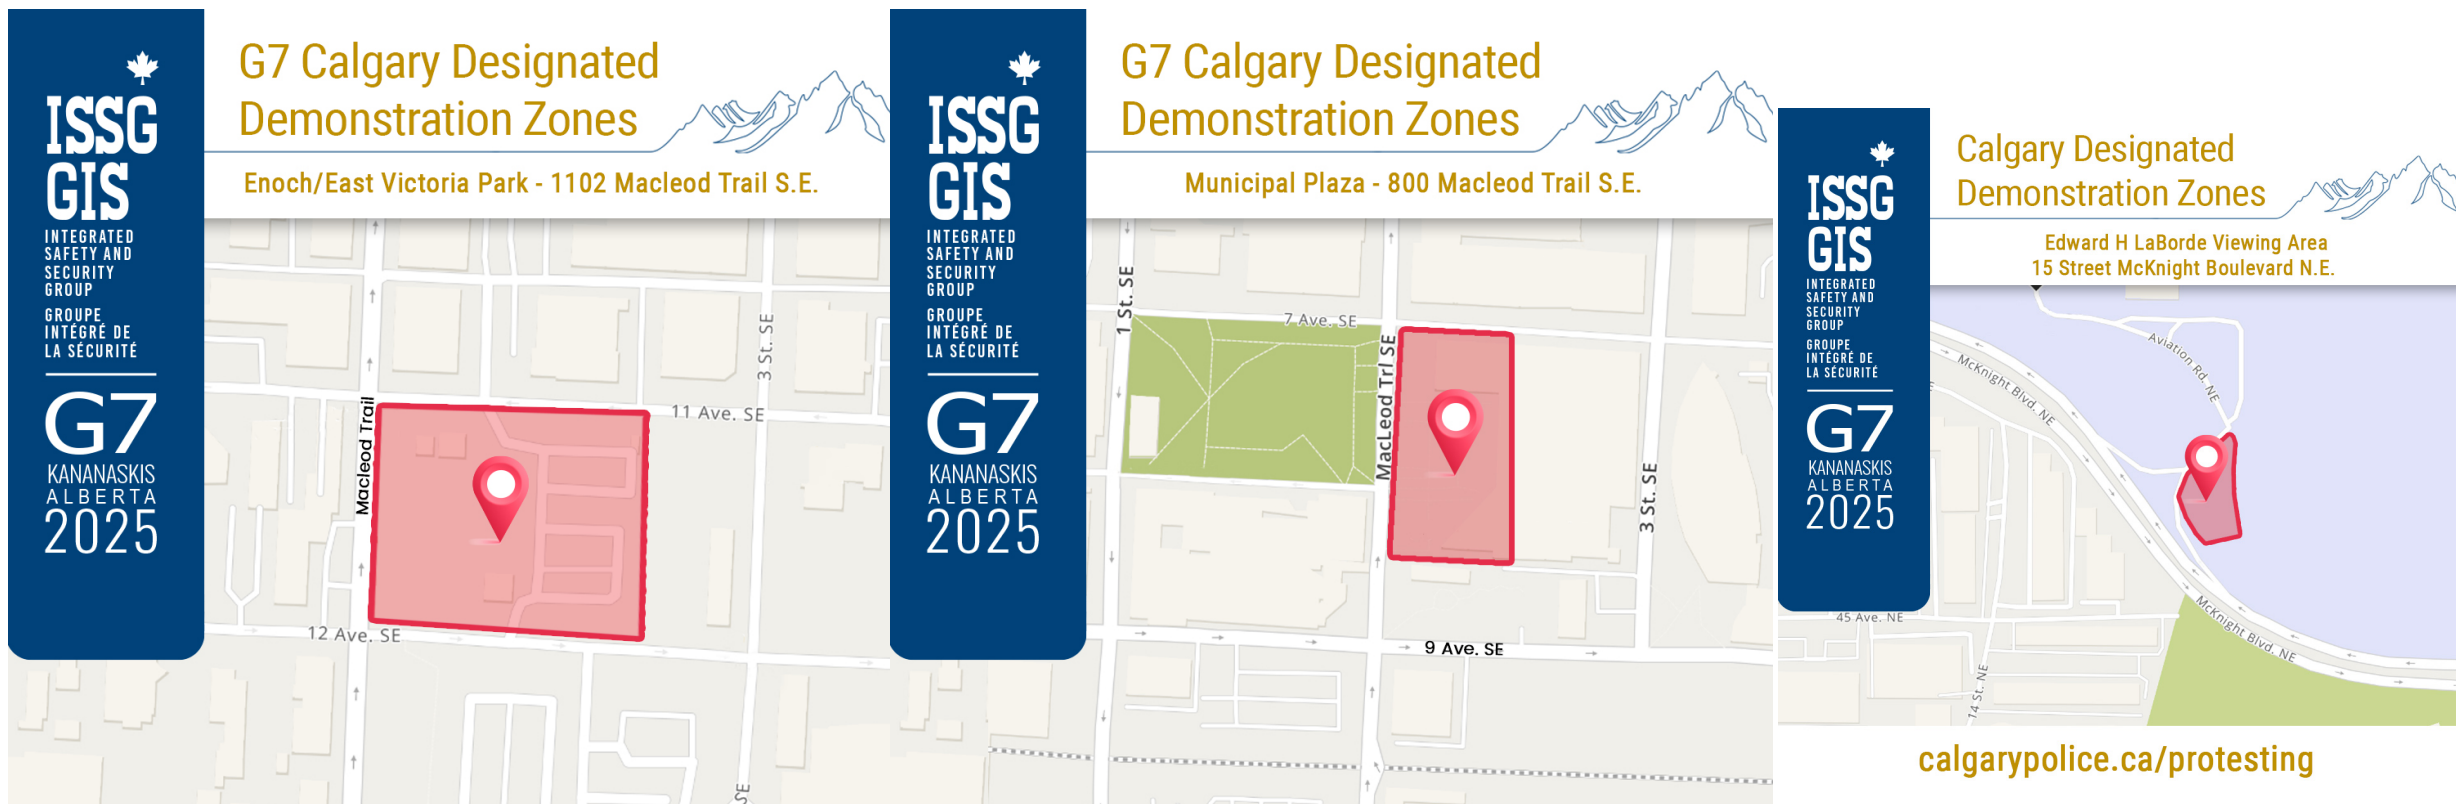 ISSG
GIS
INTEGRATED
SAFETY AND
SECURITY
GROUP
GROUPE
INTÉGRÉ DE
LA SÉCURITÉ
G7
KANANASKIS
ALBERTA
2025
G7 Calgary Designated
Demonstration Zones
Enoch/East Victoria Park - 1102 Macleod Trail S.E.
3 St. SE
Macleod Trail
11 Ave. SE
12 Ave. SE
SE
ISSG
GIS
INTEGRATED
SAFETY AND
SECURITY
GROUP
GROUPE
INTÉGRÉ DE
LA SÉCURITÉ
G7
KANANASKIS
ALBERTA
2025
G7 Calgary Designated
Demonstration Zones
Municipal Plaza - 800 Macleod Trail S.E.
1 St. SE
7 Ave. SE
MacLeod Trl SE
3 St. SE
9 Ave. SE
ISSG
GIS
INTEGRATED
SAFETY AND
SECURITY
GROUP
GROUPE
INTÉGRÉ DE
LA SÉCURITÉ
G7
KANANASKIS
ALBERTA
2025
Calgary Designated
Demonstration Zones
Edward H LaBorde Viewing Area
15 Street McKnight Boulevard N.E.
Aviation Rd. NE
McKnight Blvd. NE
E
McKnight Blvd. NE
45 Ave. NE
14 St. NE
calgarypolice.ca/protesting